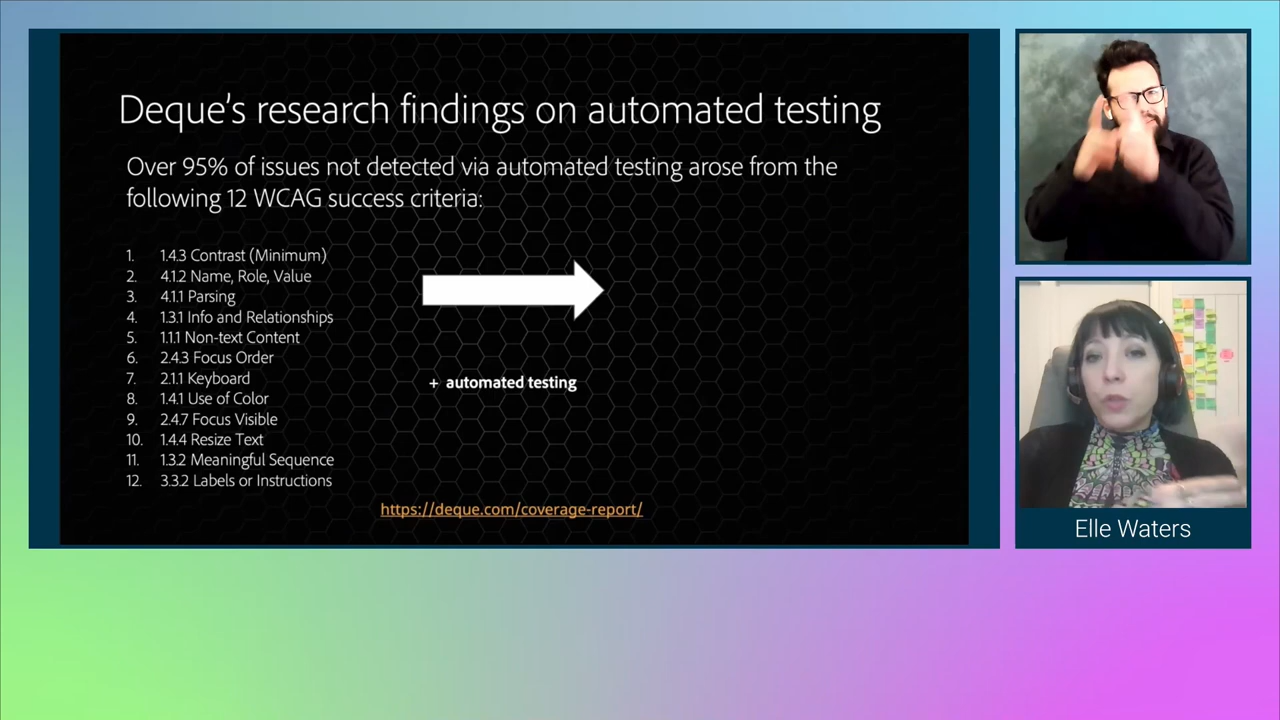 Deque's research findings on automated testing
Over 95% of issues not detected via automated testing arose from the
following 12 WCAG success criteria:
1. 1.4.3 Contrast (Minimum)
2. 4.1.2 Name, Role, Value
3. 4.1.1 Parsing
4. 1.3.1 Info and Relationships
5. 1.1.1 Non-text Content
6. 2.4.3 Focus Order
7. 2.1.1 Keyboard
8. 1.4.1 Use of Color
9. 2.4.7 Focus Visible
10. 1.4.4 Resize Text
11. 1.3.2 Meaningful Sequence
12. 3.3.2 Labels or Instructions
+ automated testing
https://deque.com/coverage-report/
Elle Waters